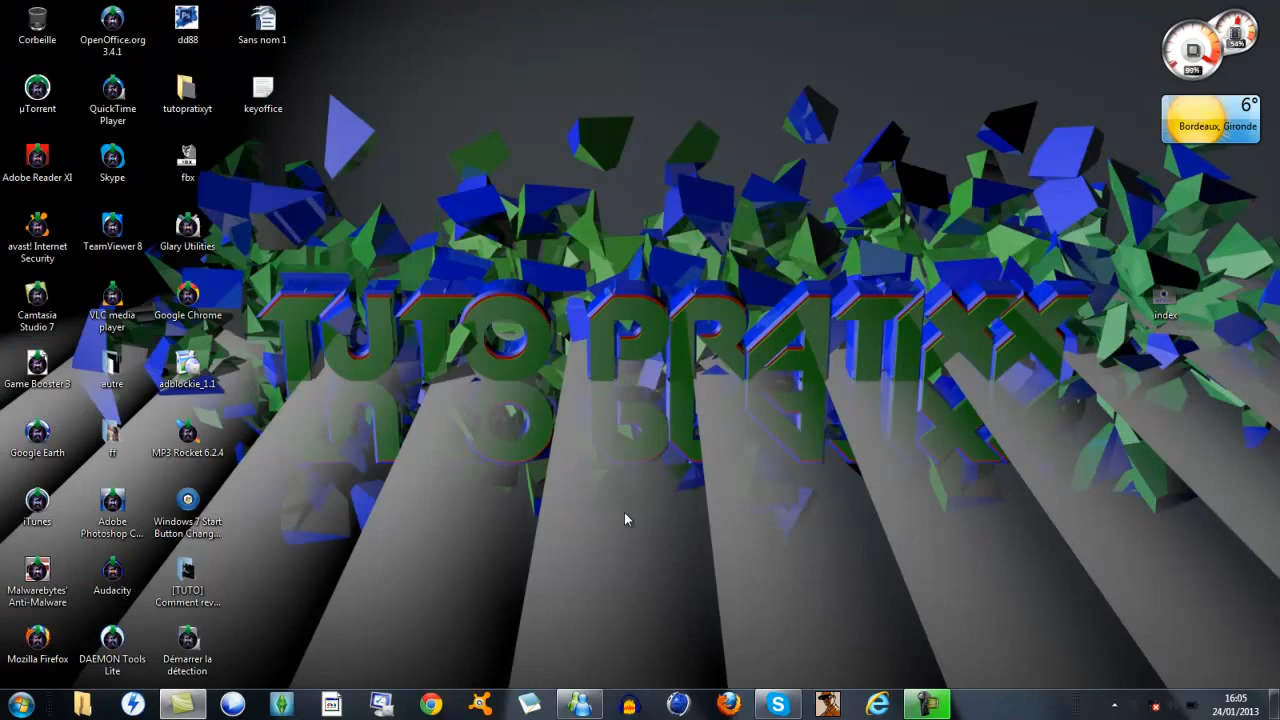 Corbeille
OpenOffice.org
3.4.1
dd88
Sans nom 1
µTorrent
QuickTime
Player
tutopratixyt
keyoffice
Adobe Reader XI
Skype
fbx
avast! Internet
Security
TeamViewer 8
Glary Utilities
Camtasia
Studio 7
VLC media
player
Google Chrome
Game Booster 3
autre
adblockie_1.1
Google Earth
ff
MP3 Rocket 6.2.4
iTunes
Adobe
Photoshop C...
Windows 7 Start
Button Chang...
Malwarebytes'
Anti-Malware
Audacity
[TUTO]
Comment rev...
Mozilla Firefox
DAEMON Tools
Lite
Démarrer la
détection
TUTO PRATIXX
99%
54%
6°
Bordeaux, Gironde
index
16:05
24/01/2013